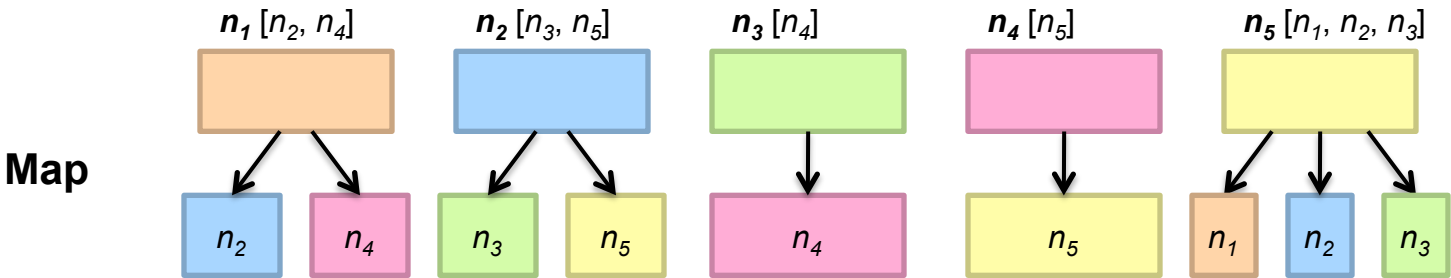 n₁ [n₂, n₄] n₂ [n₃, n₅] n₃ [n₄] n₄ [n₅] n₅ [n₁, n₂, n₃]
Map
n₂ n₄ n₃ n₅ n₄ n₅ n₁ n₂ n₃